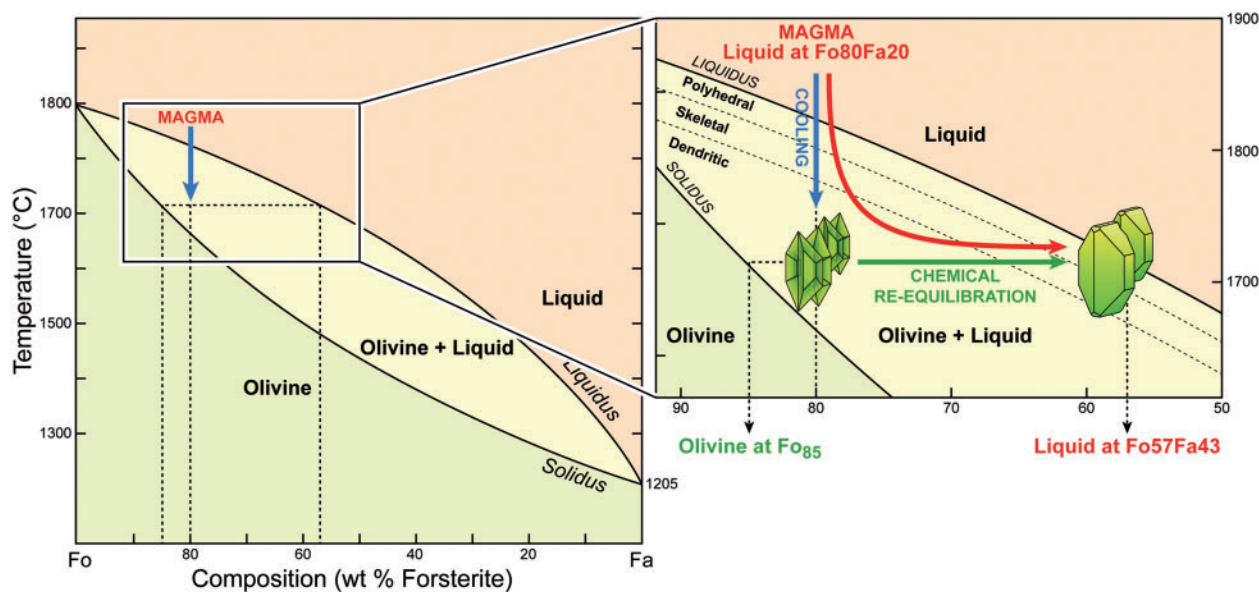 Temperature (°C)
1800
1700
1500
1300
MAGMA
Liquid
Olivine + Liquid
Olivine
Liquidus
Solidus
1205
Fo
80
60
40
20
Fa
Composition (wt % Forsterite)
MAGMA
Liquid at Fo80Fa20
LIQUIDUS
Polyhedral
Skeletal
Dendritic
SOLIDUS
COOLING
Liquid
CHEMICAL
RE-EQUILIBRATION
Olivine
Olivine + Liquid
1900
1800
1700
90
80
70
60
50
Olivine at Fo85
Liquid at Fo57Fa43